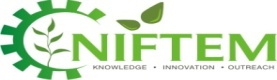 NIFTEM
KNOWLEDGE • INNOVATION • OUTREACH